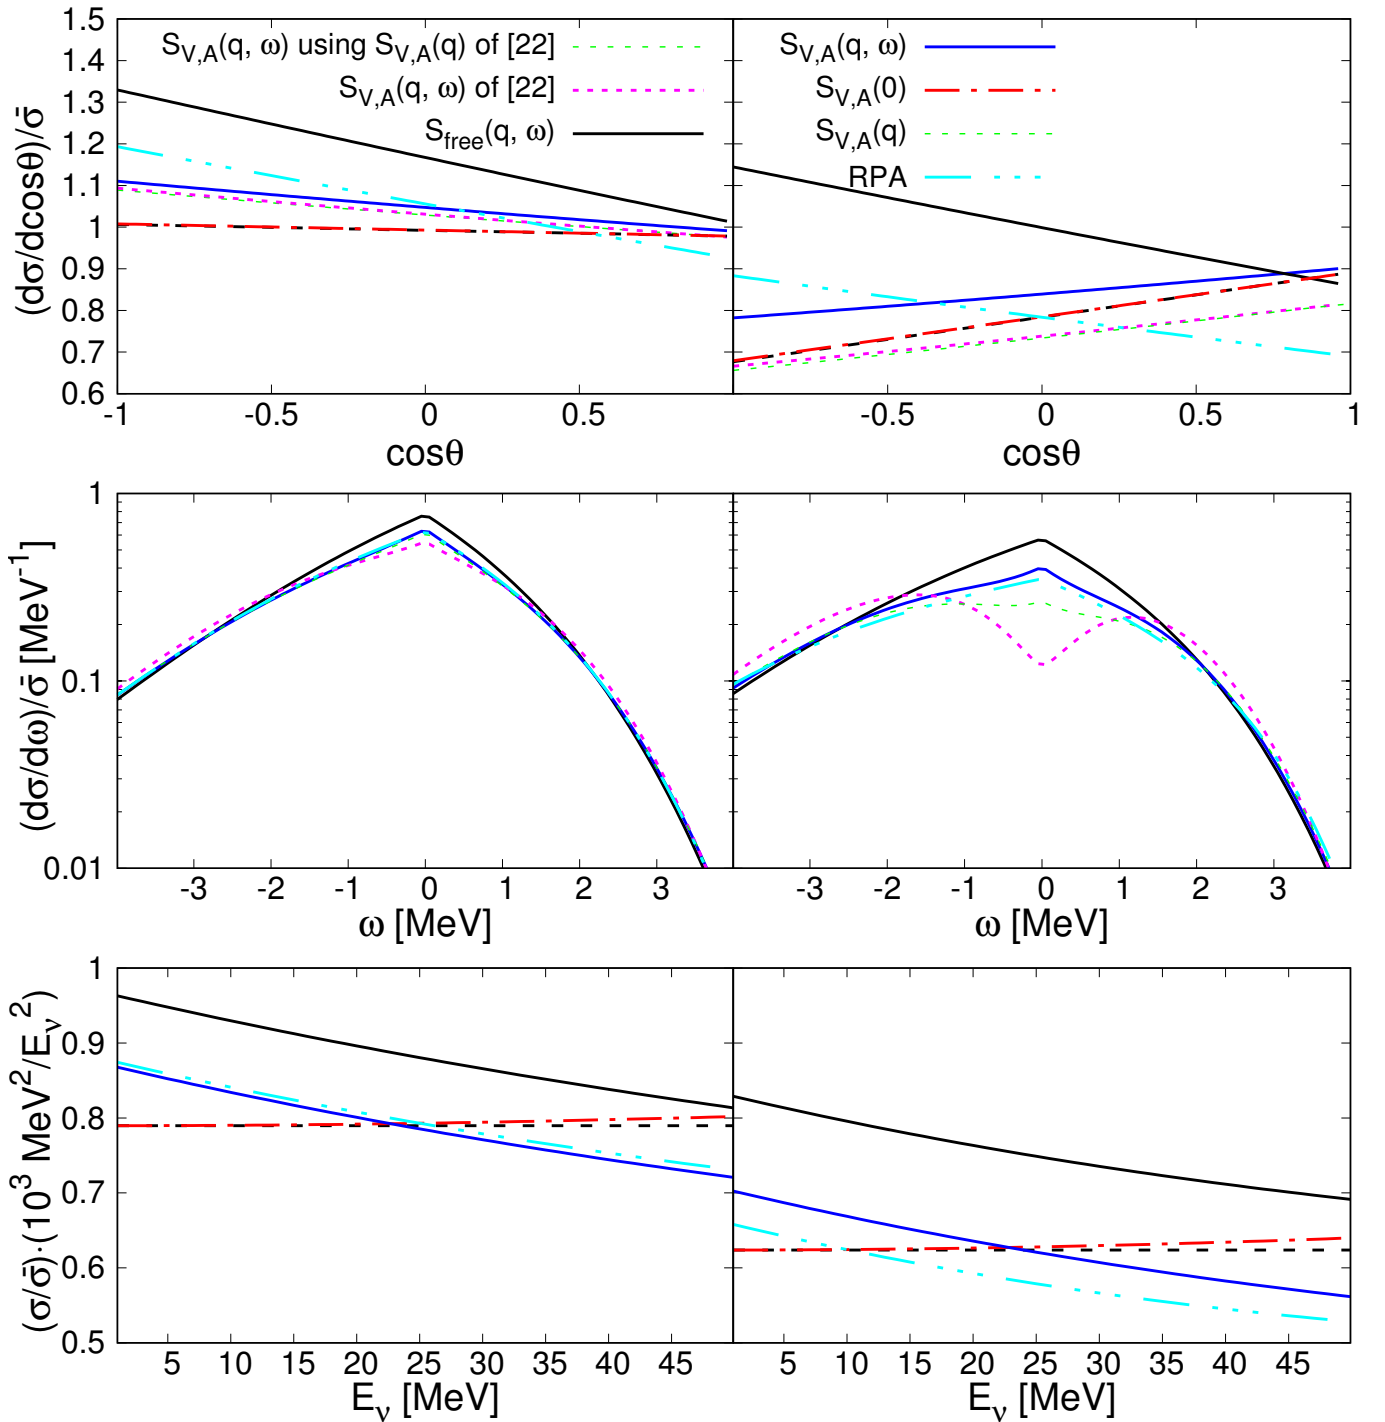 (dσ/dcosθ)/σ̄
1.5
1.4
1.3
1.2
1.1
1
0.9
0.8
0.7
0.6
S_{V,A}(q, ω) using S_{V,A}(q) of [22]
S_{V,A}(q, ω) of [22]
S_{free}(q, ω)
S_{V,A}(q, ω)
S_{V,A}(0)
S_{V,A}(q)
RPA
-1 -0.5 0 0.5
-0.5 0 0.5 1
cosθ
cosθ
(dσ/dω)/σ̄ [MeV^{-1}]
1
0.1
0.01
-3 -2 -1 0 1 2 3
-3 -2 -1 0 1 2 3
ω [MeV]
ω [MeV]
(σ/σ̄)·(10^3 MeV^2/E_ν^2)
1
0.9
0.8
0.7
0.6
0.5
5 10 15 20 25 30 35 40 45
5 10 15 20 25 30 35 40 45
E_ν [MeV]
E_ν [MeV]